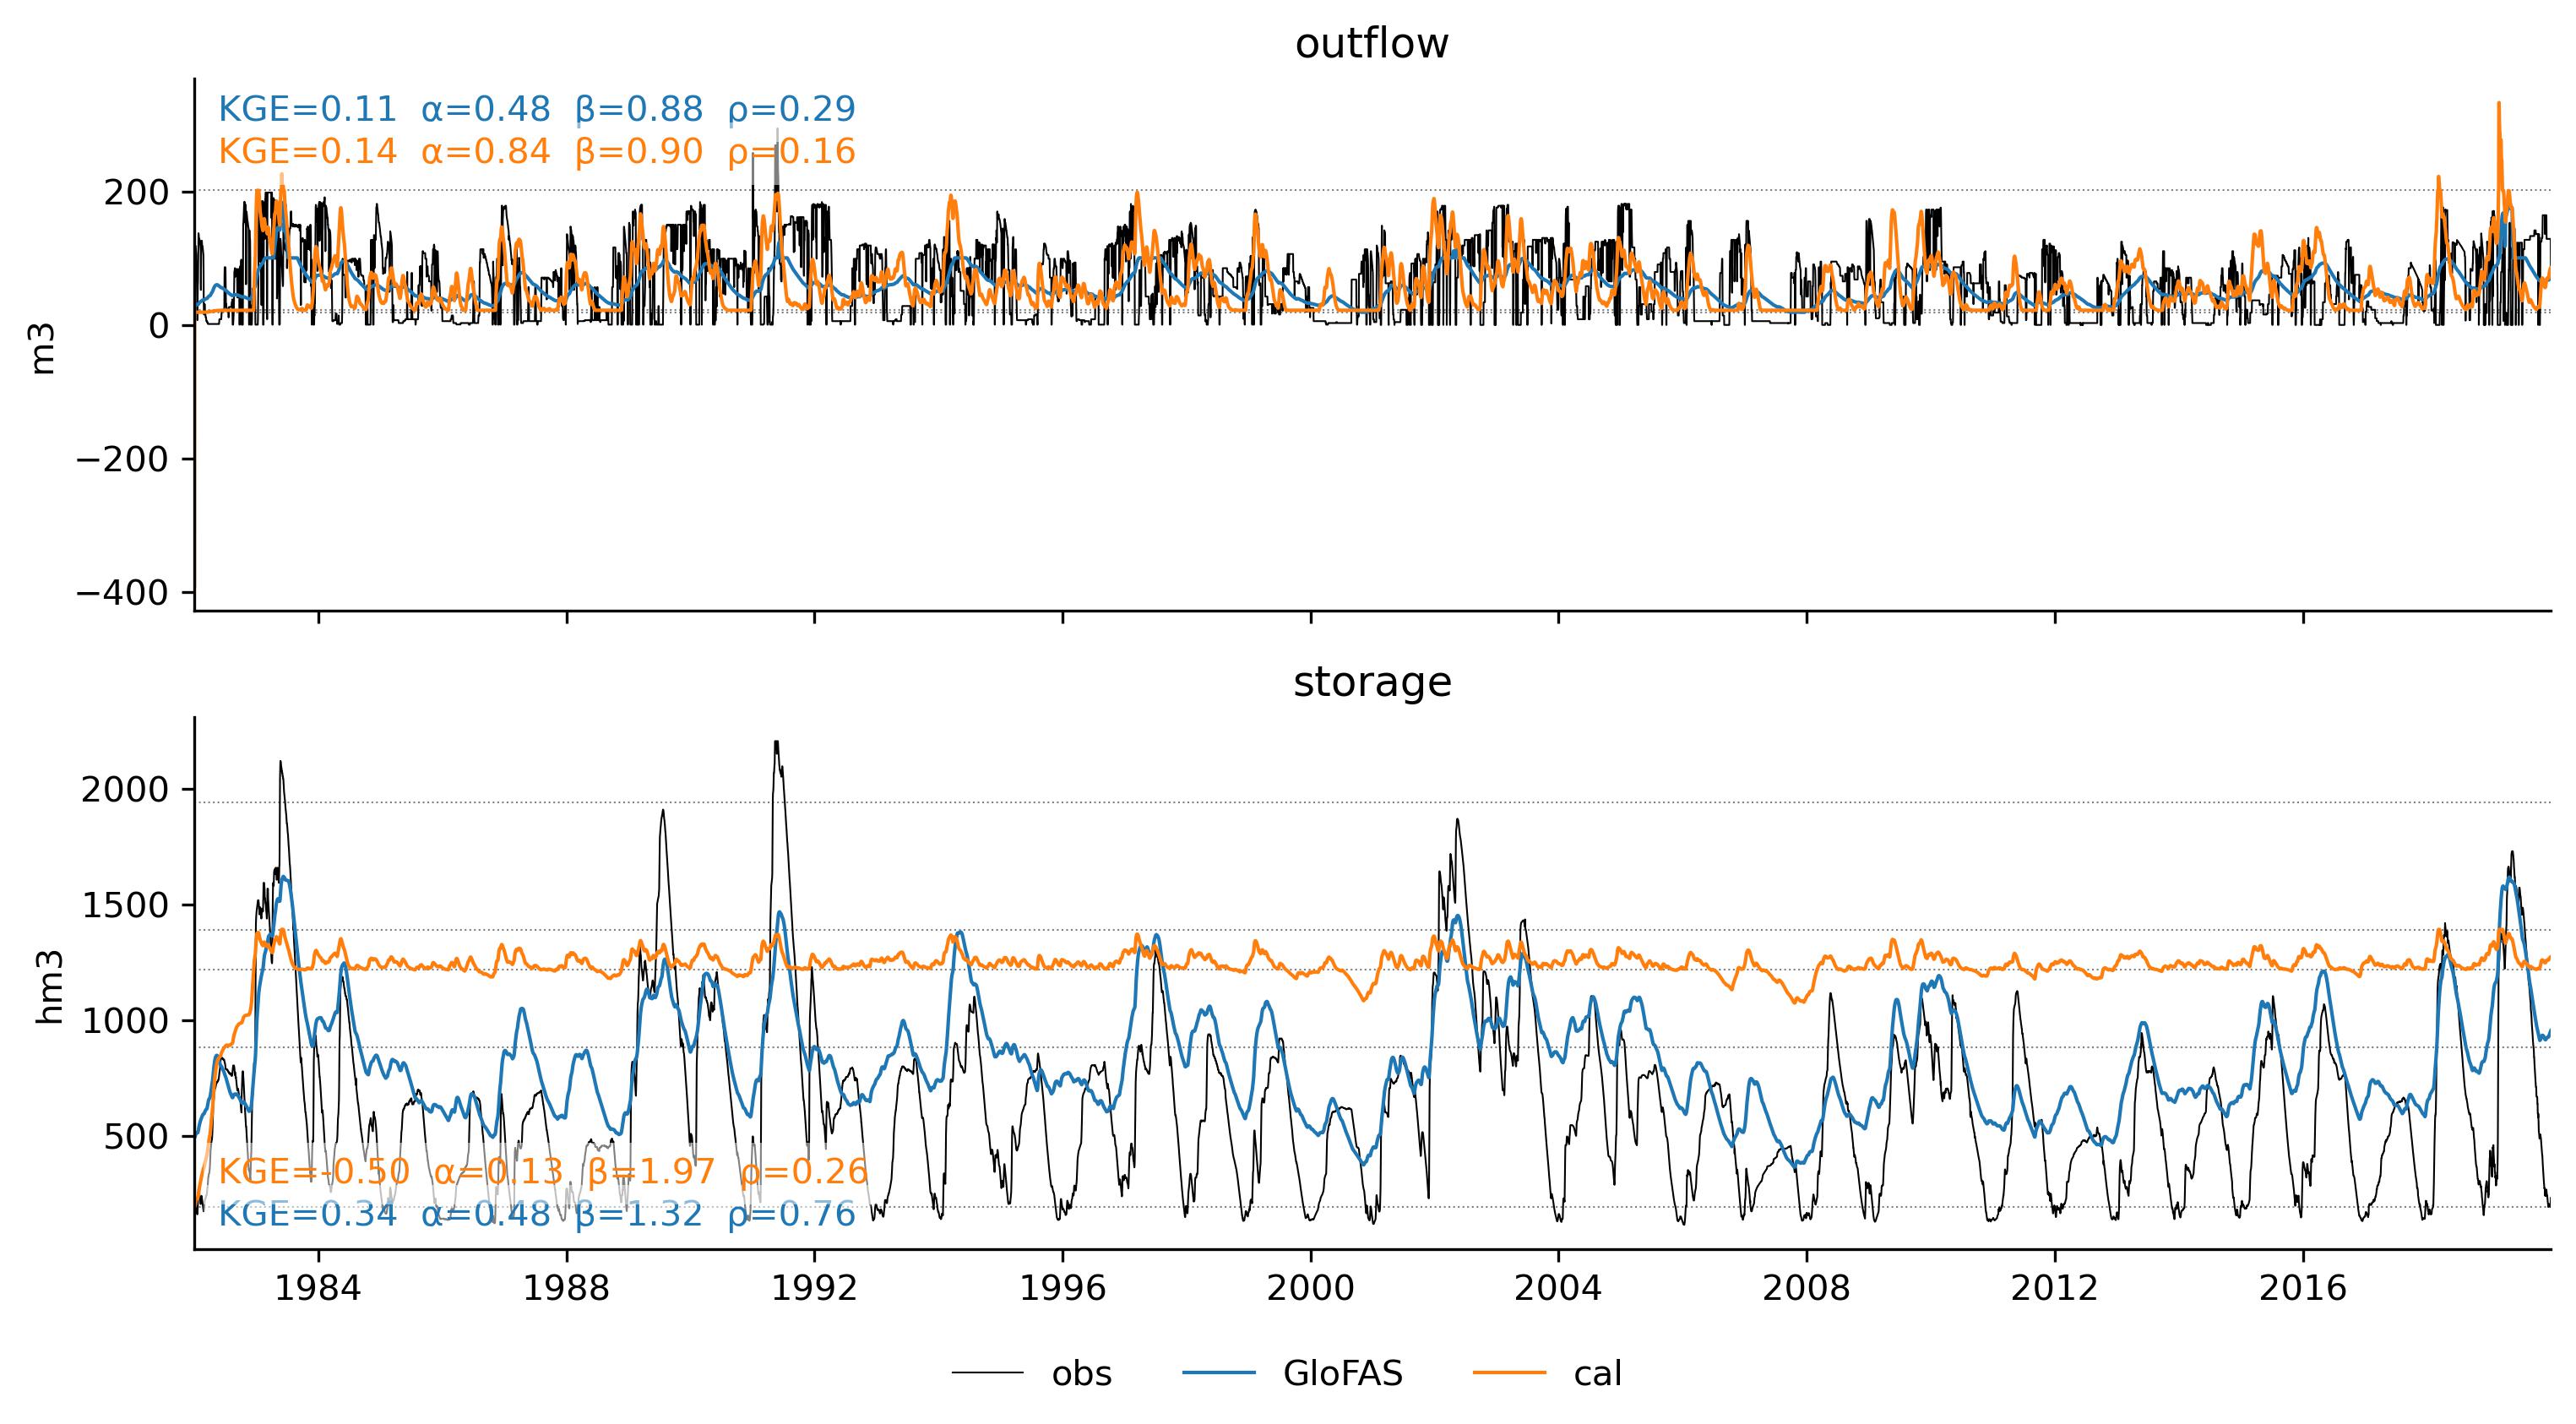 outflow
KGE=0.11 α=0.48 β=0.88 ρ=0.29
KGE=0.14 α=0.84 β=0.90 ρ=0.16
200
0
−200
−400
m3
storage
2000
1500
1000
500
hm3
KGE=-0.50 α=0.13 β=1.97 ρ=0.26
KGE=0.34 α=0.48 β=1.32 ρ=0.76
1984 1988 1992 1996 2000 2004 2008 2012 2016
obs GloFAS cal